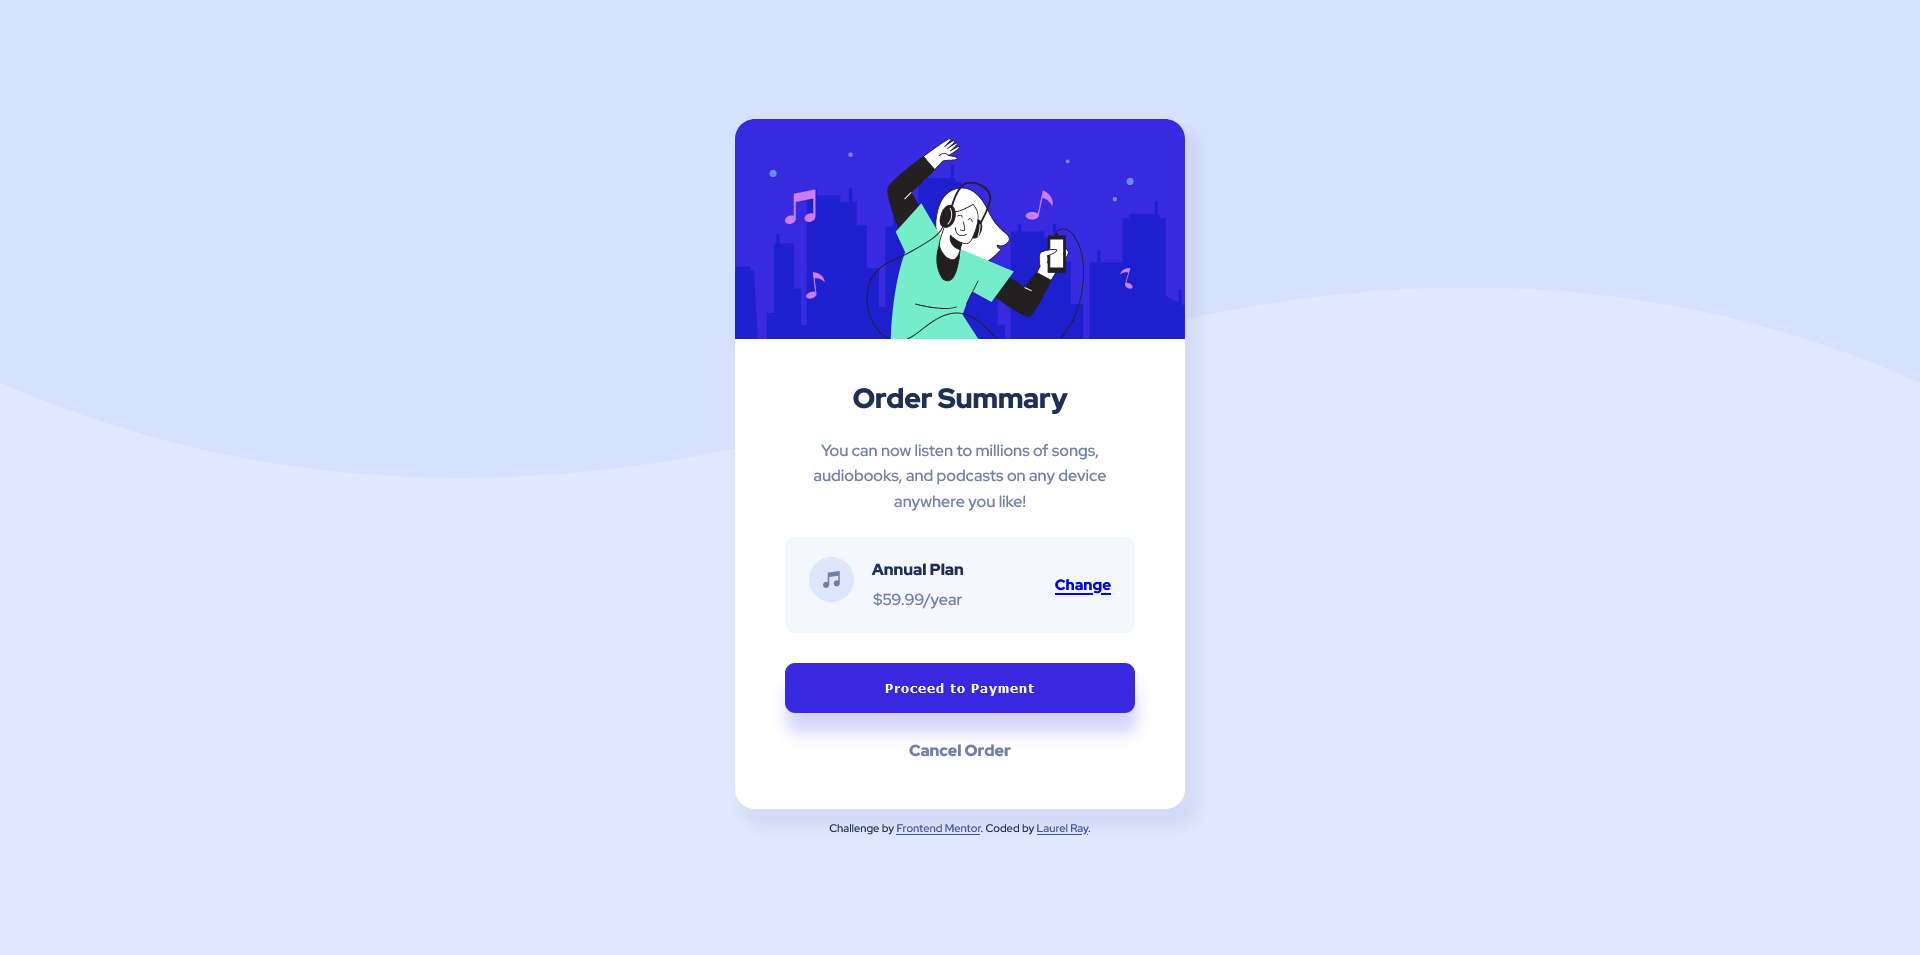 Order Summary
You can now listen to millions of songs,
audiobooks, and podcasts on any device
anywhere you like!
Annual Plan
$59.99/year
Change
Proceed to Payment
Cancel Order
Challenge by Frontend Mentor. Coded by Laurel Ray.